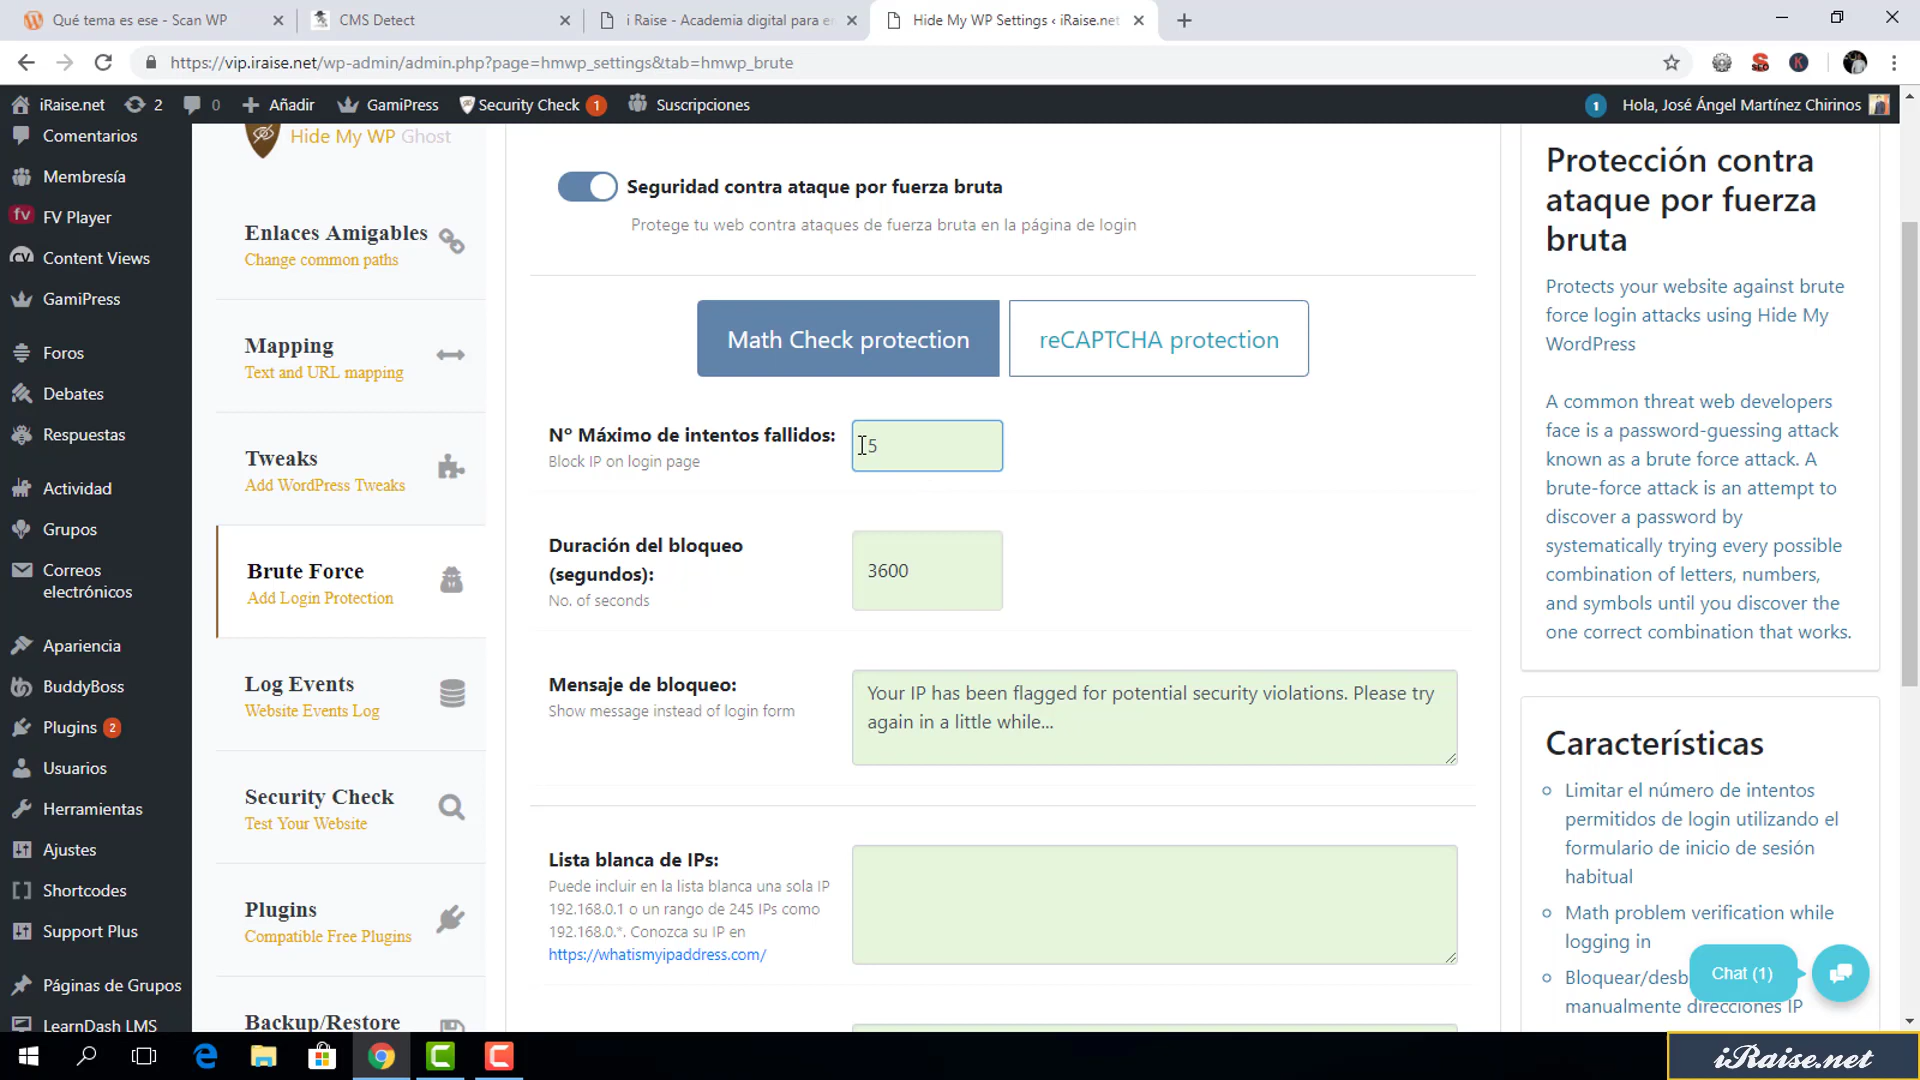 Qué tema es ese - Scan WP
CMS Detect
i Raise - Academia digital para e
Hide My WP Settings ‹ iRaise.net
https://vip.iraise.net/wp-admin/admin.php?page=hmwp_settings&tab=hmwp_brute
SEO
K
iRaise.net
2
0
Añadir
GamiPress
Security Check 1
Suscripciones
1
Hola, José Ángel Martínez Chirinos
Comentarios
Membresía
fv FV Player
Content Views
GamiPress
Foros
Debates
Respuestas
Actividad
Grupos
Correos
electrónicos
Apariencia
BuddyBoss
Plugins 2
Usuarios
Herramientas
Ajustes
Shortcodes
Support Plus
Páginas de Grupos
LearnDash LMS
Hide My WP Ghost
Enlaces Amigables
Change common paths
Mapping
Text and URL mapping
Tweaks
Add WordPress Tweaks
Brute Force
Add Login Protection
Log Events
Website Events Log
Security Check
Test Your Website
Plugins
Compatible Free Plugins
Backup/Restore
Seguridad contra ataque por fuerza bruta
Protege tu web contra ataques de fuerza bruta en la página de login
Math Check protection
reCAPTCHA protection
Nº Máximo de intentos fallidos:
Block IP on login page
5
Duración del bloqueo
(segundos):
No. of seconds
3600
Mensaje de bloqueo:
Show message instead of login form
Your IP has been flagged for potential security violations. Please try
again in a little while...
Lista blanca de IPs:
Puede incluir en la lista blanca una sola IP
192.168.0.1 o un rango de 245 IPs como
192.168.0.*. Conozca su IP en
https://whatismyipaddress.com/
Protección contra
ataque por fuerza
bruta
Protects your website against brute
force login attacks using Hide My
WordPress
A common threat web developers
face is a password-guessing attack
known as a brute force attack. A
brute-force attack is an attempt to
discover a password by
systematically trying every possible
combination of letters, numbers,
and symbols until you discover the
one correct combination that works.
Características
Limitar el número de intentos
permitidos de login utilizando el
formulario de inicio de sesión
habitual
Math problem verification while
logging in
Bloquear/desb
manualmente direcciones IP
Chat (1)
iRaise.net